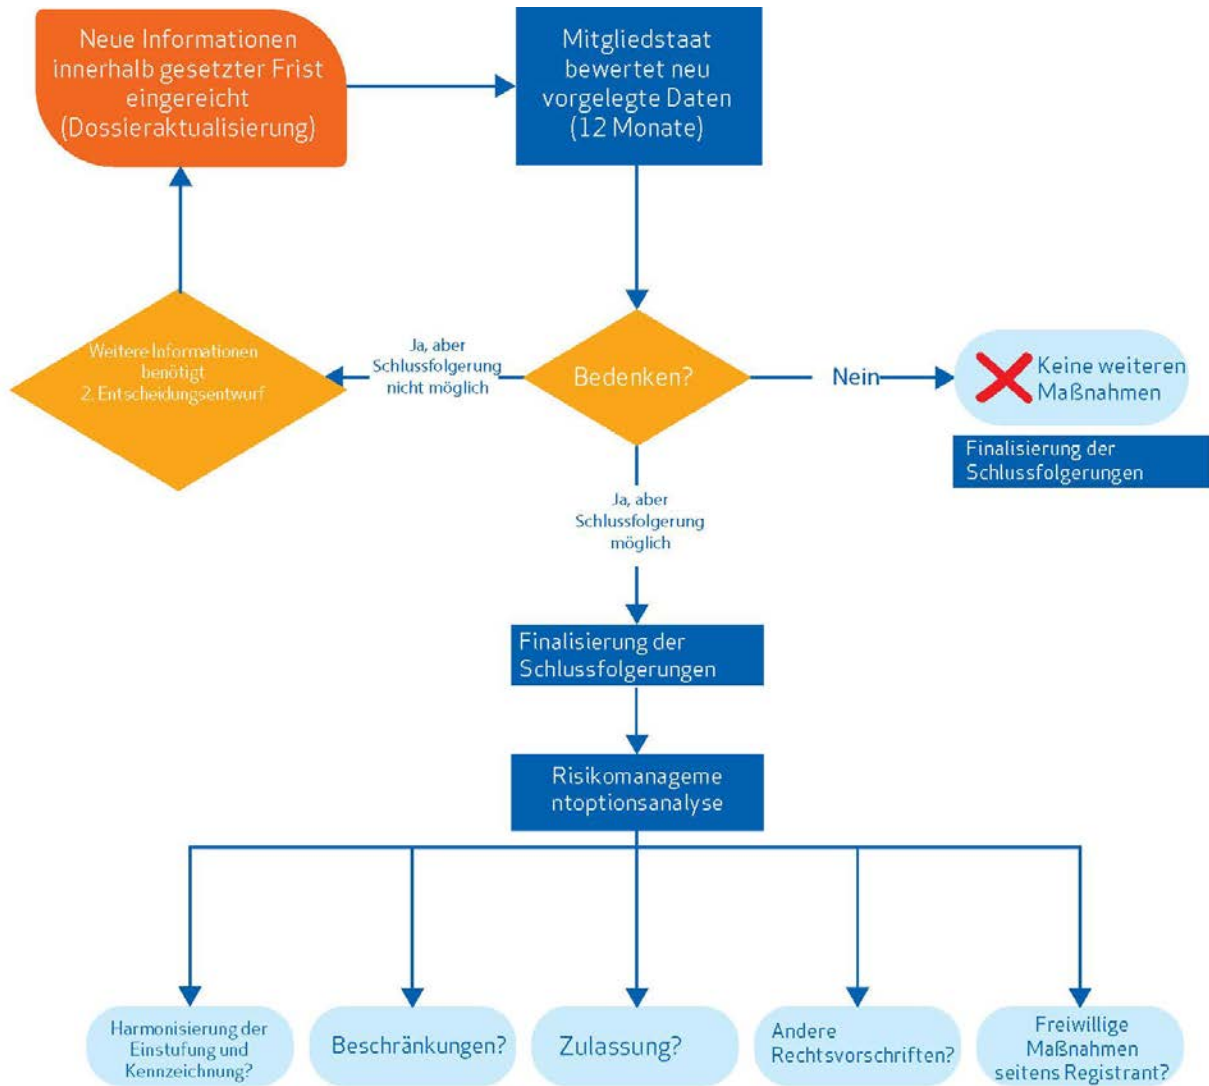 Neue Informationen
innerhalb gesetzter Frist
eingereicht
(Dossieraktualisierung)
Mitgliedstaat
bewertet neu
vorgelegte Daten
(12 Monate)
Weitere Informationen
benötigt
2. Entscheidungsentwurf
Ja, aber
Schlussfolgerung
nicht möglich
Bedenken?
Nein
Keine weiteren
Maßnahmen
Finalisierung der
Schlussfolgerungen
Ja, aber
Schlussfolgerung
möglich
Finalisierung der
Schlussfolgerungen
Risikomanageme
ntoptionsanalyse
Harmonisierung der
Einstufung und
Kennzeichnung?
Beschränkungen?
Zulassung?
Andere
Rechtsvorschriften?
Freiwillige
Maßnahmen
seitens Registrant?